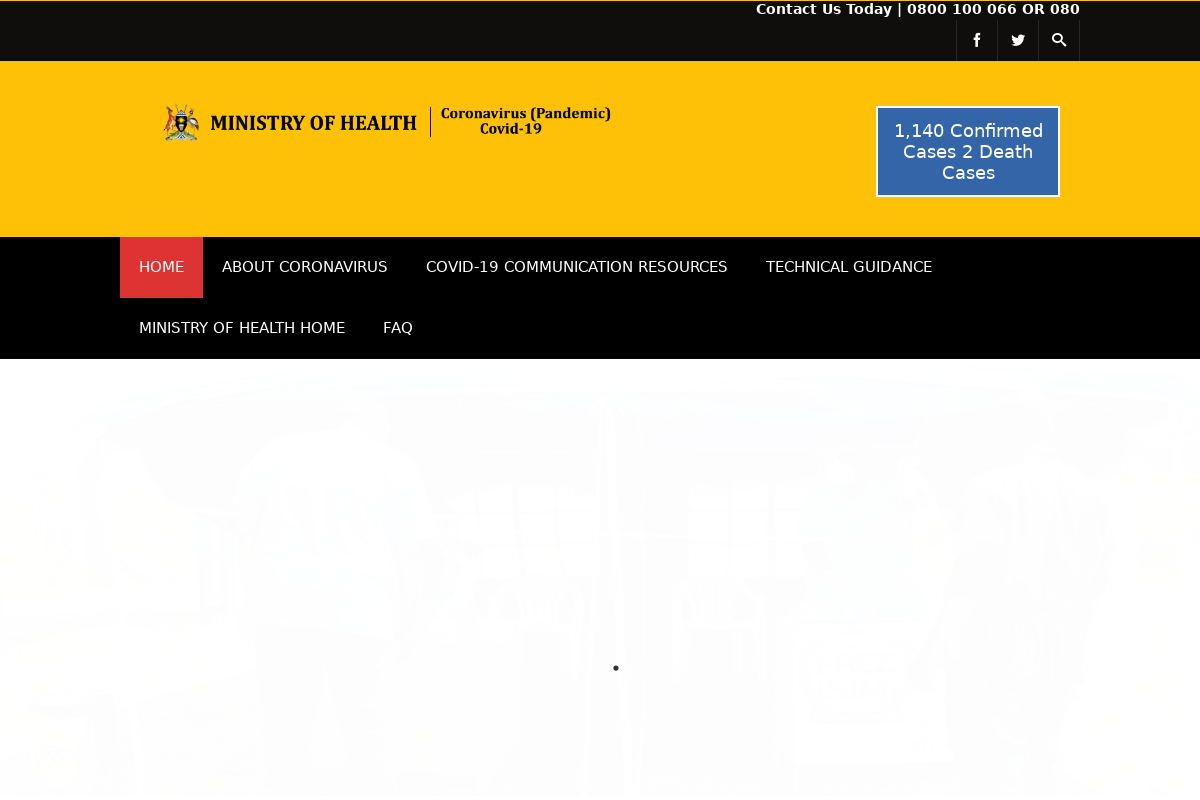 Contact Us Today | 0800 100 066 OR 080
MINISTRY OF HEALTH
Coronavirus (Pandemic)
Covid-19
1,140 Confirmed
Cases 2 Death
Cases
HOME ABOUT CORONAVIRUS COVID-19 COMMUNICATION RESOURCES TECHNICAL GUIDANCE
MINISTRY OF HEALTH HOME FAQ